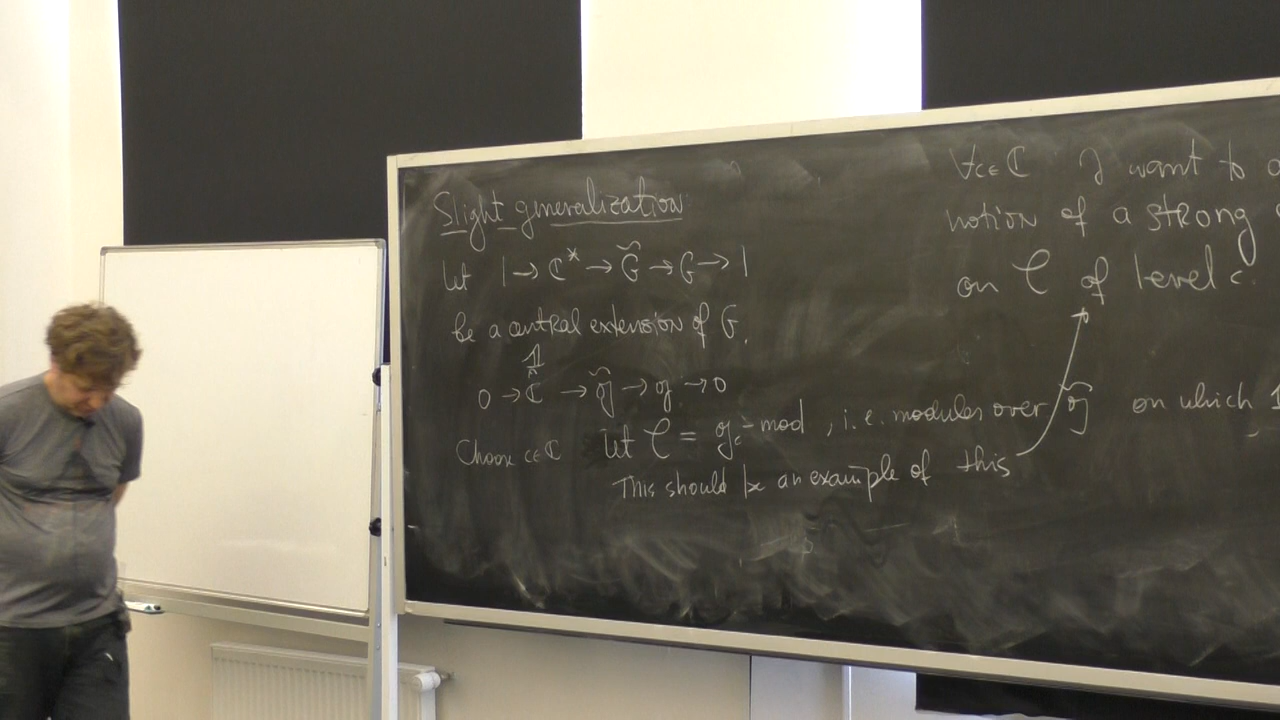 Slight generalization
Let 1 → ℂ* → G̃ → G → 1
be a central extension of G.
𝟙
0 → ℂ → 𝔤̃ → 𝔤 → 0
Choose c∈ℂ Let 𝒞 = 𝔤̃_c-mod, i.e. modules over 𝔤̃ on which 𝟙
This should be an example of this
∀c∈ℂ I want to
notion of a strong
on 𝒞 of level c.